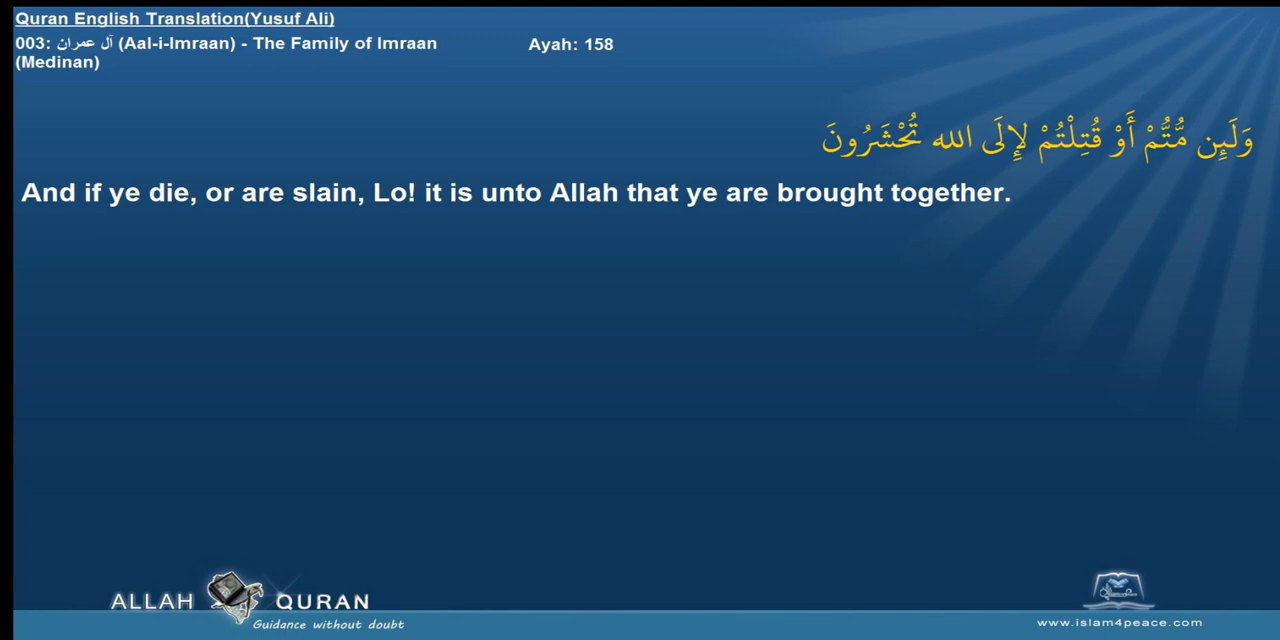 Quran English Translation(Yusuf Ali)
003: آل عمران (Aal-i-Imraan) - The Family of Imraan
(Medinan)
Ayah: 158
وَلَئِن مُّتُّمْ أَوْ قُتِلْتُمْ لإِلَى الله تُحْشَرُونَ
And if ye die, or are slain, Lo! it is unto Allah that ye are brought together.
ALLAH QURAN
Guidance without doubt
www.islam4peace.com